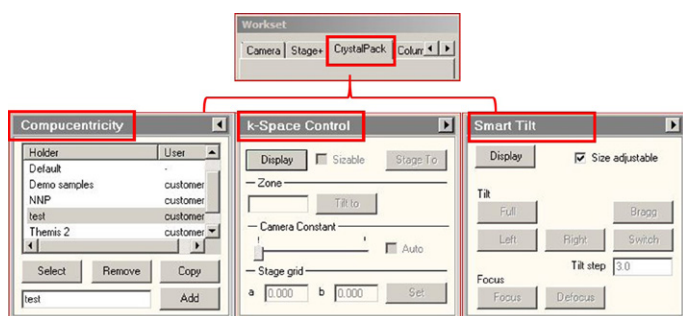 Workset
Camera Stage+ CrystalPack Colum
Compucentricity
Holder User
Default -
Demo samples customer
NNP customer
test customer
Themis 2 customer
Select Remove Copy
test Add
k-Space Control
Display Sizable Stage To
Zone
Tilt to
Camera Constant
Auto
Stage grid
a 0.000 b 0.000 Set
Smart Tilt
Display Size adjustable
Tilt
Full Bragg
Left Right Switch
Tilt step 3.0
Focus
Focus Defocus